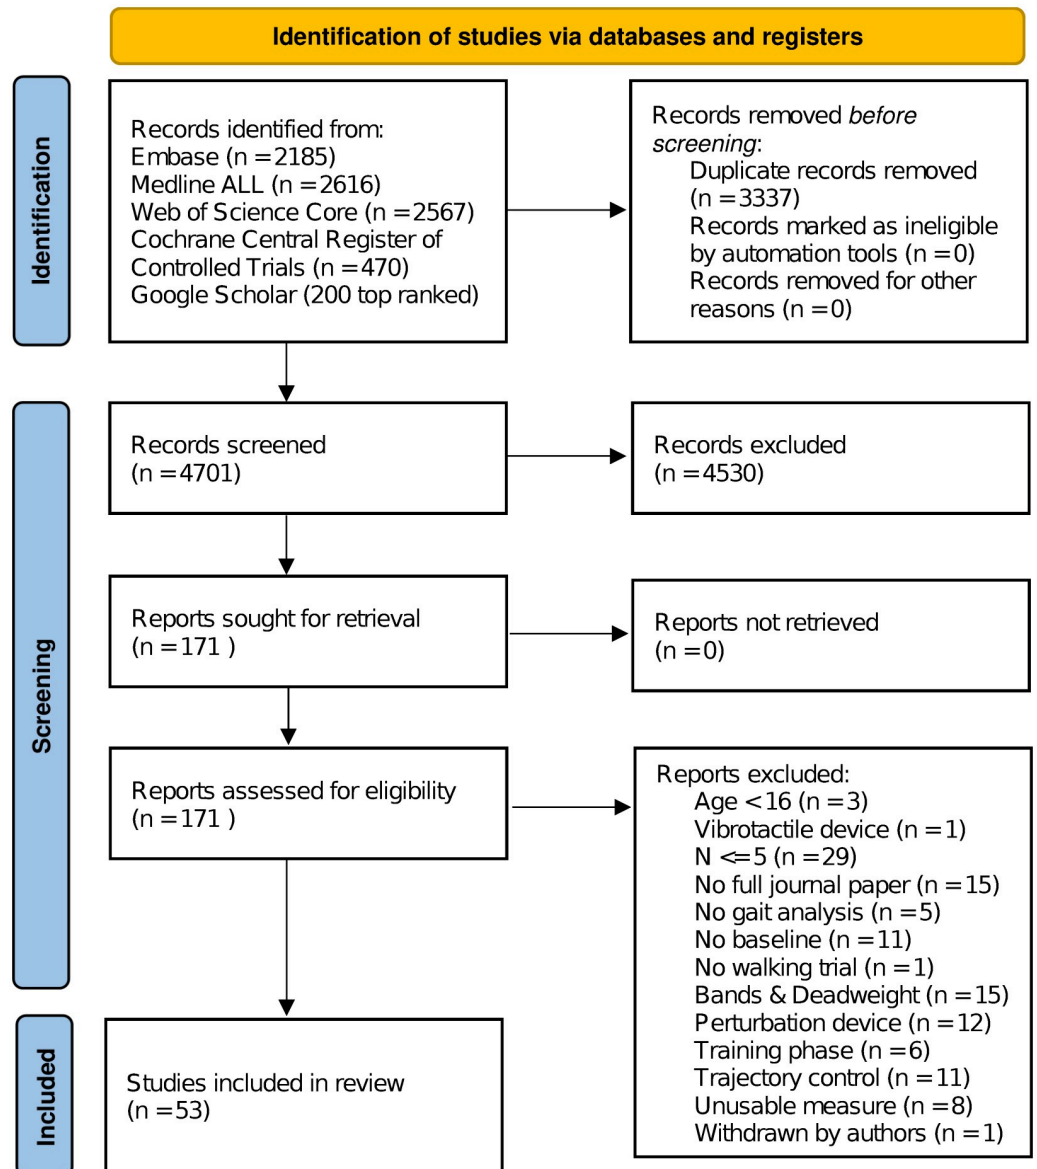 Identification of studies via databases and registers
Identification
Records identified from:
Embase (n = 2185)
Medline ALL (n = 2616)
Web of Science Core (n = 2567)
Cochrane Central Register of
Controlled Trials (n = 470)
Google Scholar (200 top ranked)
Records removed before
screening:
Duplicate records removed
(n = 3337)
Records marked as ineligible
by automation tools (n = 0)
Records removed for other
reasons (n = 0)
Screening
Records screened
(n = 4701)
Records excluded
(n = 4530)
Reports sought for retrieval
(n = 171 )
Reports not retrieved
(n = 0)
Reports assessed for eligibility
(n = 171 )
Reports excluded:
Age < 16 (n = 3)
Vibrotactile device (n = 1)
N <= 5 (n = 29)
No full journal paper (n = 15)
No gait analysis (n = 5)
No baseline (n = 11)
No walking trial (n = 1)
Bands & Deadweight (n = 15)
Perturbation device (n = 12)
Training phase (n = 6)
Trajectory control (n = 11)
Unusable measure (n = 8)
Withdrawn by authors (n = 1)
Included
Studies included in review
(n = 53)